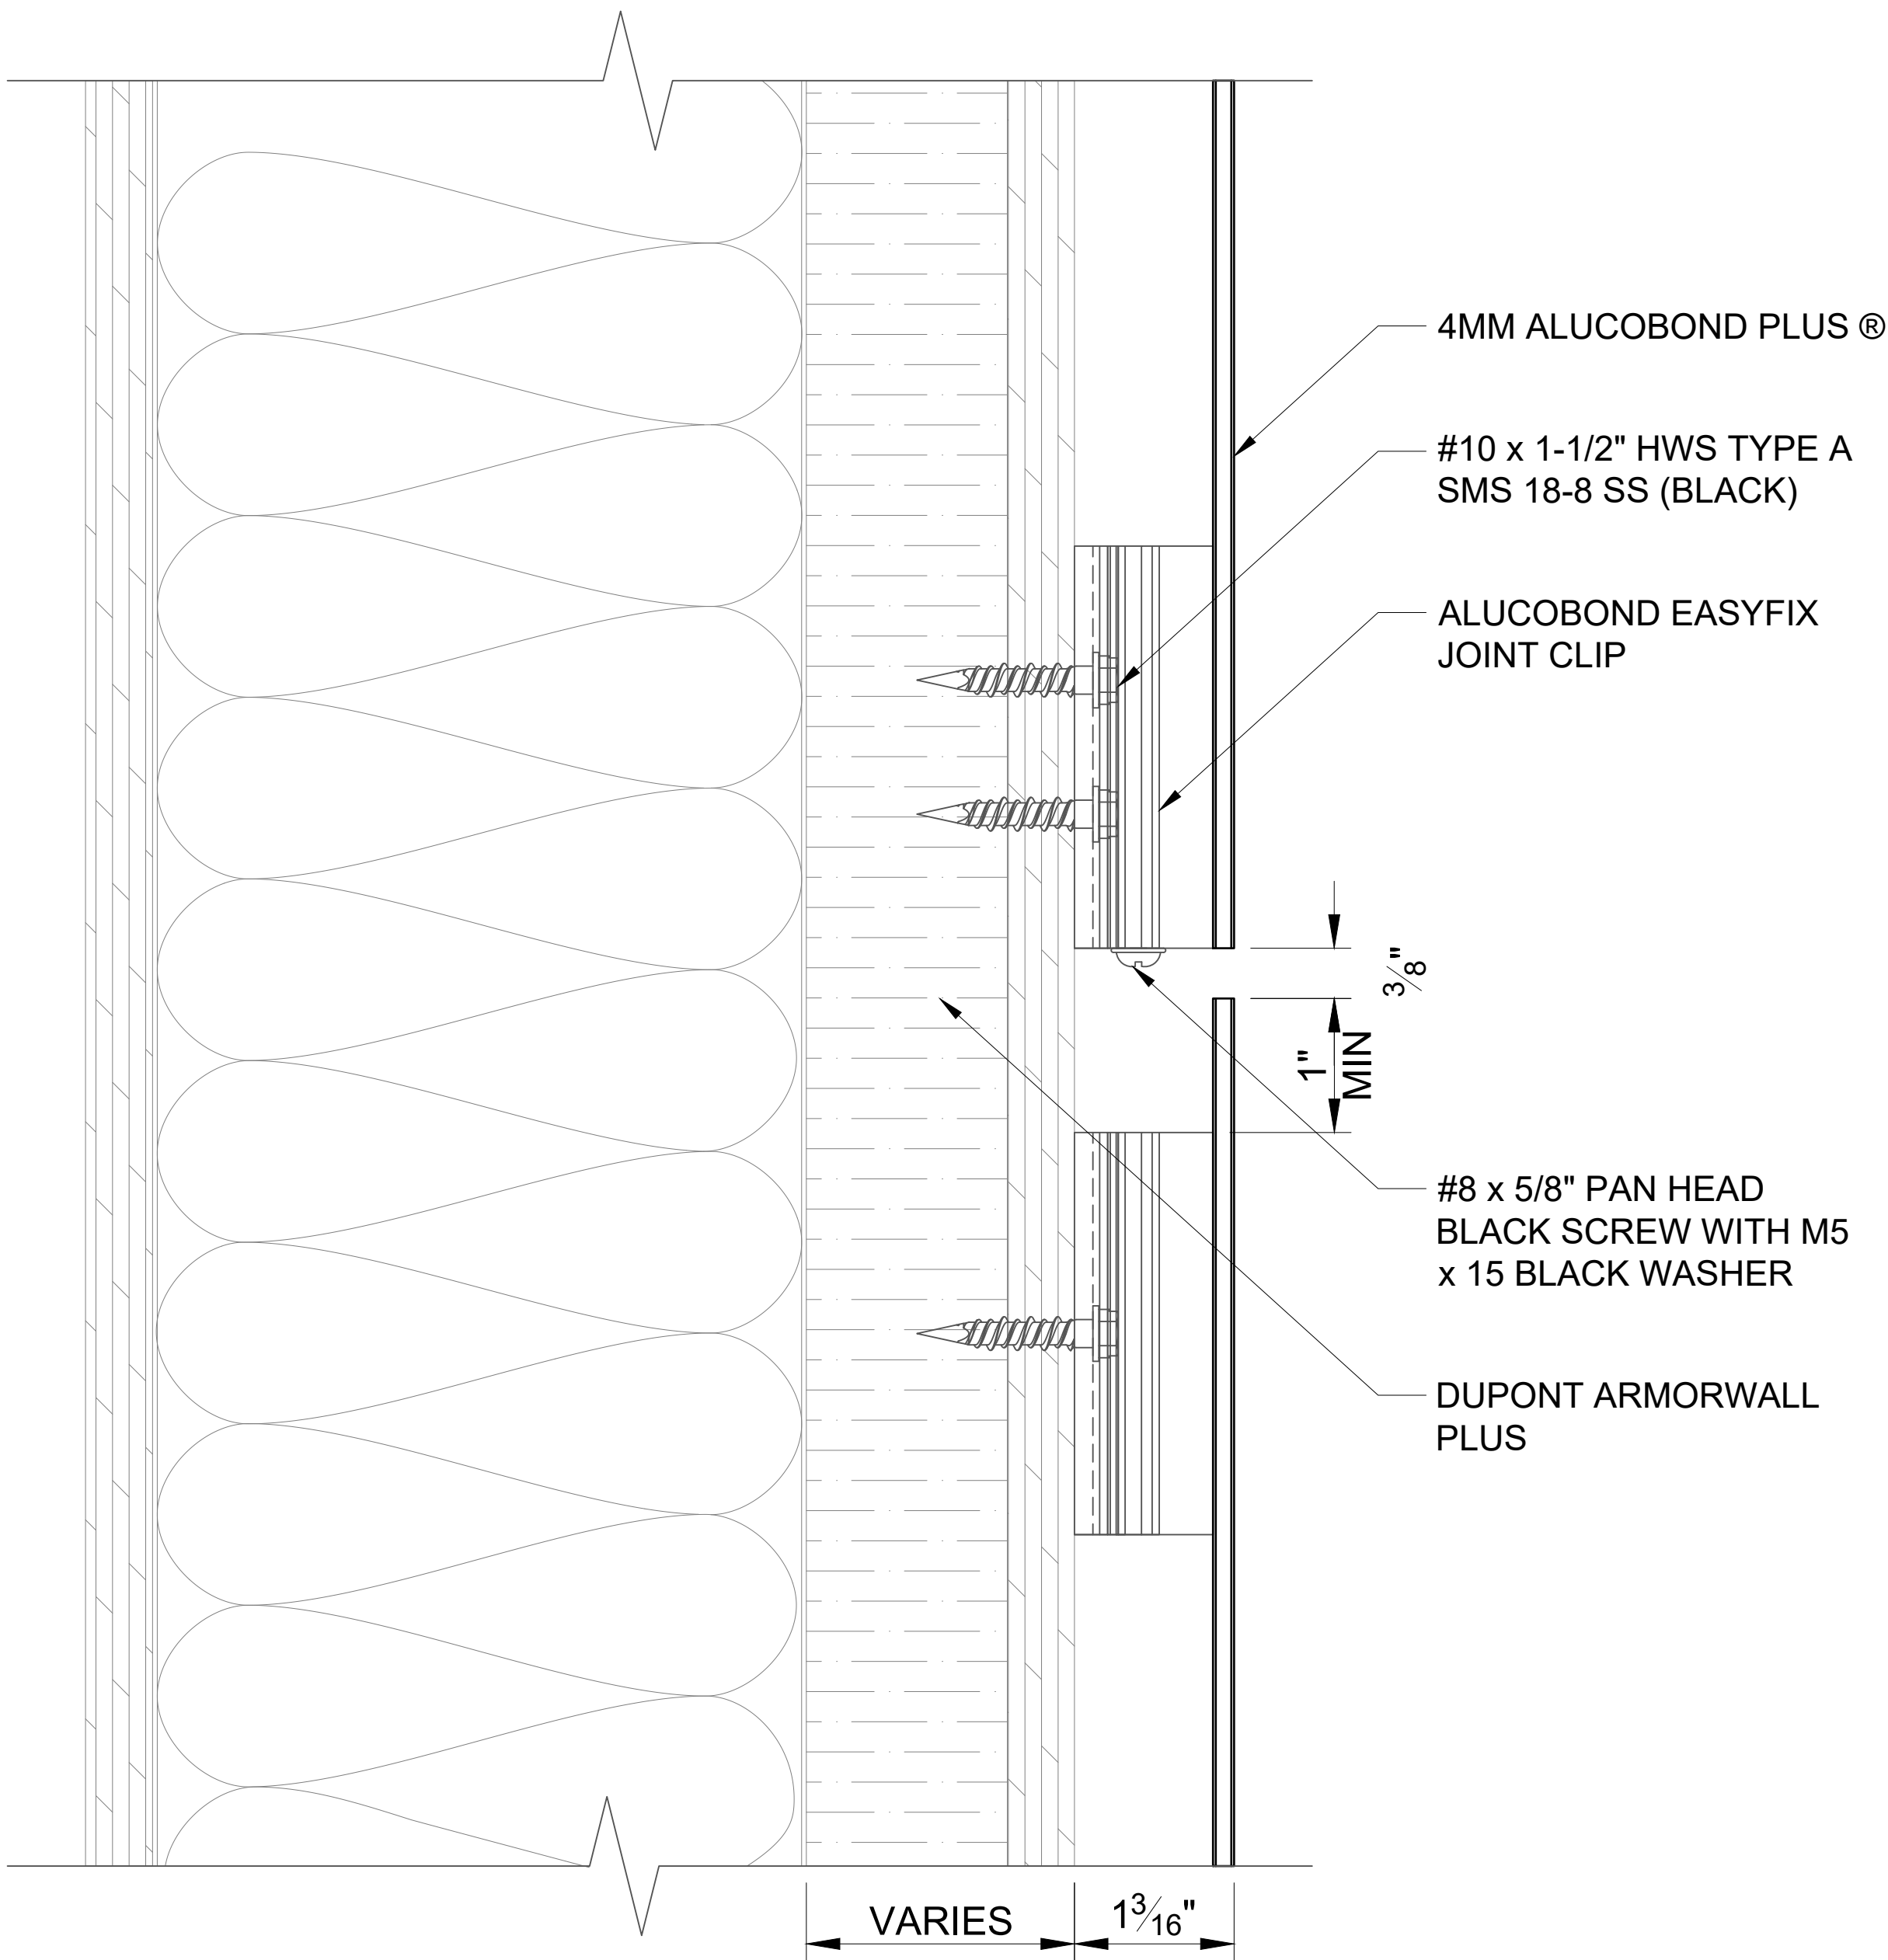 4MM ALUCOBOND PLUS ®
#10 x 1-1/2" HWS TYPE A
SMS 18-8 SS (BLACK)
ALUCOBOND EASYFIX
JOINT CLIP
3/8"
1"
MIN
#8 x 5/8" PAN HEAD
BLACK SCREW WITH M5
x 15 BLACK WASHER
DUPONT ARMORWALL
PLUS
VARIES
1 3/16"